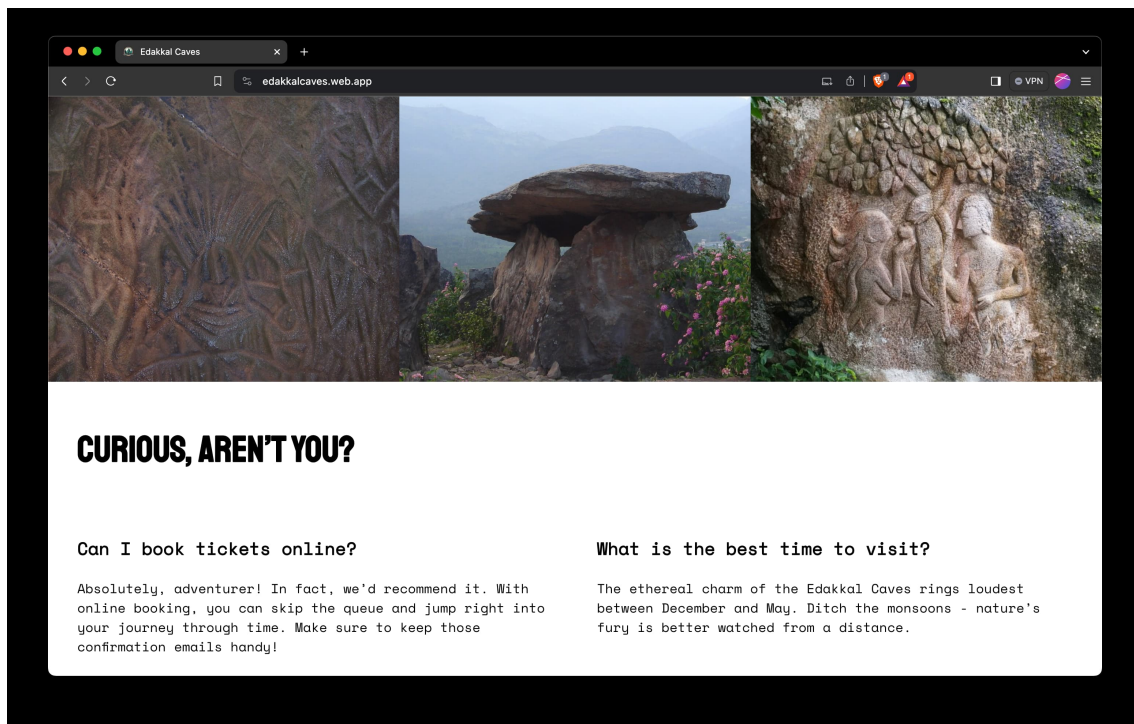 Edakkal Caves
edakkalcaves.web.app
1
VPN
CURIOUS, AREN'T YOU?
Can I book tickets online?
Absolutely, adventurer! In fact, we'd recommend it. With
online booking, you can skip the queue and jump right into
your journey through time. Make sure to keep those
confirmation emails handy!
What is the best time to visit?
The ethereal charm of the Edakkal Caves rings loudest
between December and May. Ditch the monsoons - nature's
fury is better watched from a distance.